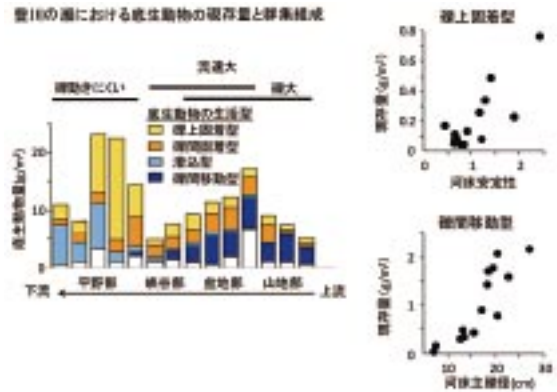 豊川の瀬における底生動物の現存量と群集組成
流速大
礫動きにくい
礫大
底生動物の生活型
礫上固着型
礫間固着型
潜込型
礫間移動型
底生動物量(g/m²)
20
10
0
平野部
峡谷部
盆地部
山地部
下流
上流
礫上固着型
現存量(g/m²)
0.8
0.6
0.4
0.2
0
0
1
2
河床安定性
礫間移動型
現存量(g/m²)
2
1
0
10
20
30
河床主礫径(cm)